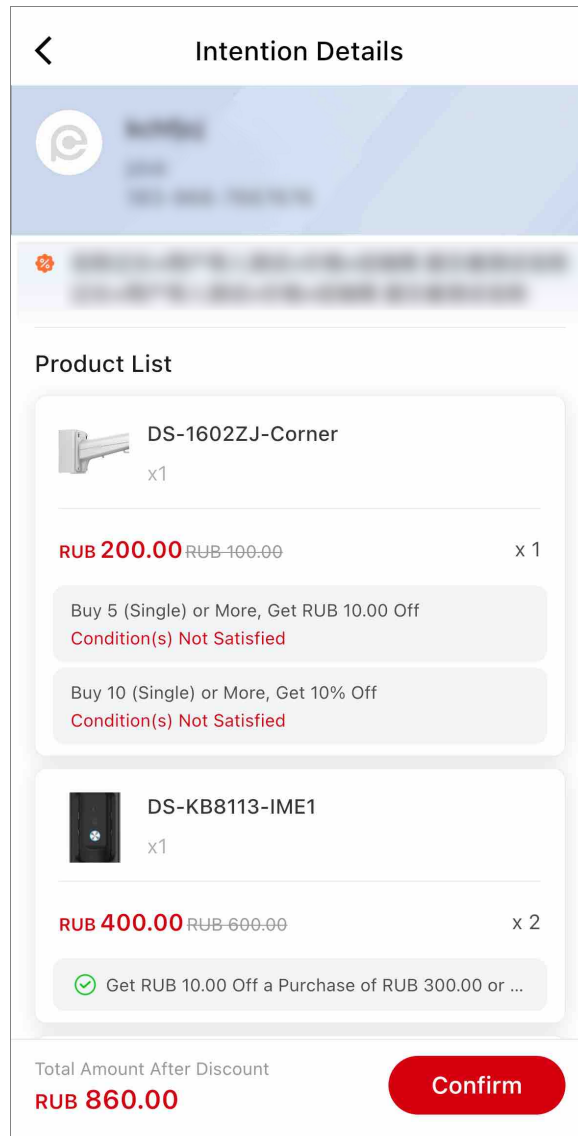 Intention Details
Product List
DS-1602ZJ-Corner
x1
RUB 200.00 RUB 100.00 x 1
Buy 5 (Single) or More, Get RUB 10.00 Off
Condition(s) Not Satisfied
Buy 10 (Single) or More, Get 10% Off
Condition(s) Not Satisfied
DS-KB8113-IME1
x1
RUB 400.00 RUB 600.00 x 2
Get RUB 10.00 Off a Purchase of RUB 300.00 or ...
Total Amount After Discount
RUB 860.00
Confirm